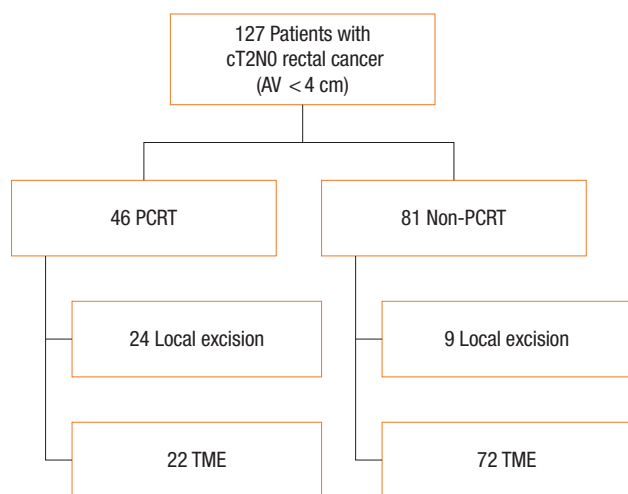 127 Patients with
cT2N0 rectal cancer
(AV < 4 cm)
46 PCRT
81 Non-PCRT
24 Local excision
9 Local excision
22 TME
72 TME